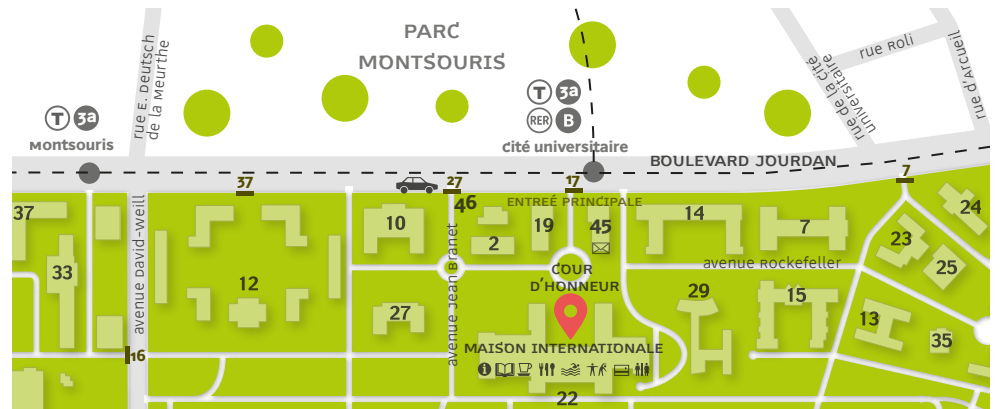 PARC
MONTSOURIS
rue E. Deutsch
de la Meurthe
T 3a
Montsouris
T 3a
RER B
cité universitaire
rue de la Cité
universitaire
rue Roli
rue d'Arcueil
BOULEVARD JOURDAN
37
27
17
7
ENTREÉ PRINCIPALE
37
33
avenue David-weill
12
10
46
2
19
45
14
7
23
24
25
avenue Jean Branet
COUR
D'HONNEUR
avenue Rockefeller
27
29
15
13
35
16
MAISON INTERNATIONALE
i
22